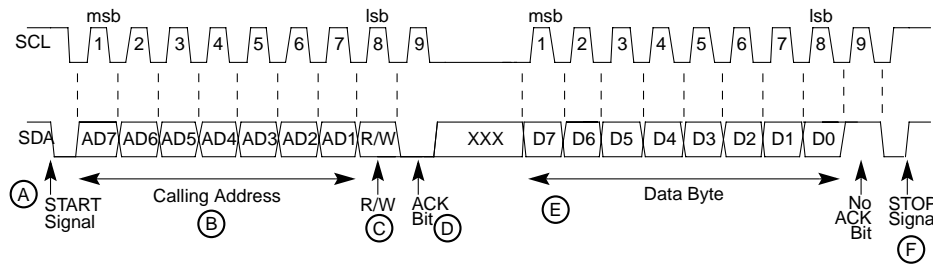 msb lsb msb lsb
SCL 1 2 3 4 5 6 7 8 9 1 2 3 4 5 6 7 8 9
SDA AD7 AD6 AD5 AD4 AD3 AD2 AD1 R/W XXX D7 D6 D5 D4 D3 D2 D1 D0
A START Signal
Calling Address
B
R/W
C
ACK
Bit D
E
Data Byte
No
ACK
Bit
STOP
Signal
F